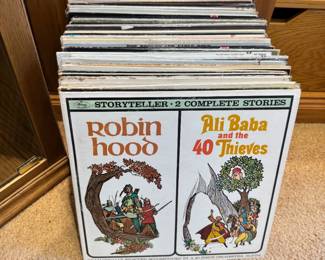 STORYTELLER • 2 COMPLETE STORIES
Robin
hood
Ali Baba
and the
40 Thieves